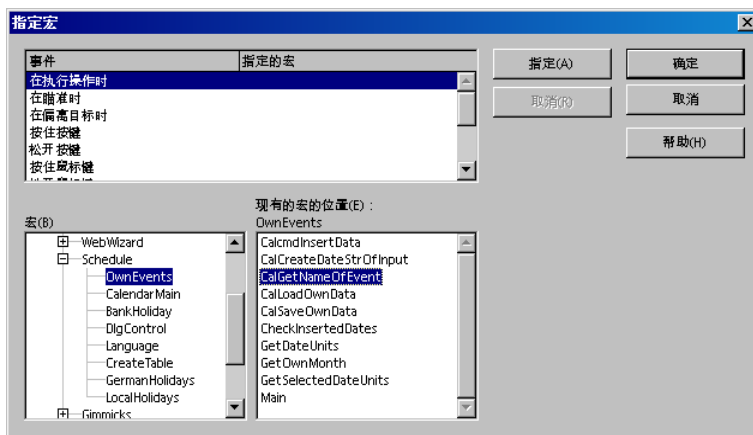 指定宏
事件 指定的宏
在执行操作时
在瞄准时
在偏离目标时
按住按键
松开按键
按住鼠标键
指定(A)
取消(R)
确定
取消
帮助(H)
宏(B)
WebWizard
Schedule
OwnEvents
CalendarMain
BankHoliday
DlgControl
Language
CreateTable
GermanHolidays
LocalHolidays
Gimmicks
现有的宏的位置(E)：
OwnEvents
CalcmdInsertData
CalCreateDateStrOfInput
CalGetNameOfEvent
CalLoadOwnData
CalSaveOwnData
CheckInsertedDates
GetDateUnits
GetOwnMonth
GetSelectedDateUnits
Main